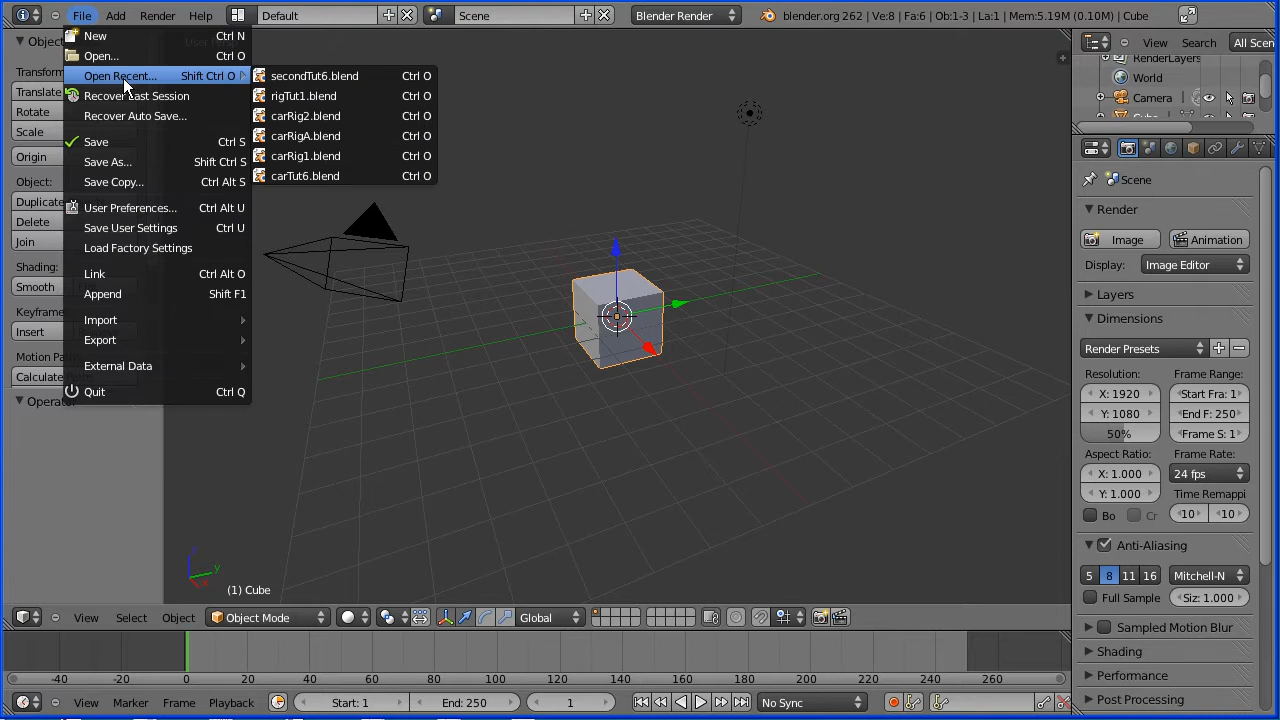 File Add Render Help Default Scene Blender Render blender.org 262 | Ve:8 | Fa:6 | Ob:1-3 | La:1 | Mem:5.19M (0.10M) | Cube
New Ctrl N
Open... Ctrl O
Open Recent... Shift Ctrl O
Recover Last Session
Recover Auto Save...
Save Ctrl S
Save As... Shift Ctrl S
Save Copy... Ctrl Alt S
User Preferences... Ctrl Alt U
Save User Settings Ctrl U
Load Factory Settings
Link Ctrl Alt O
Append Shift F1
Import
Export
External Data
Quit Ctrl Q
secondTut6.blend Ctrl O
rigTut1.blend Ctrl O
carRig2.blend Ctrl O
carRigA.blend Ctrl O
carRig1.blend Ctrl O
carTut6.blend Ctrl O
Object
Transform
Translate
Rotate
Scale
Origin
Object:
Duplicate
Delete
Join
Shading:
Smooth
Keyframe
Insert
Motion Pa
Calculate
Operato
z
y
x
(1) Cube
View Select Object Object Mode Global
-40 -20 0 20 40 60 80 100 120 140 160 180 200 220 240 260
View Marker Frame Playback Start: 1 End: 250 1 No Sync
View Search All Scen
RenderLayers
World
Camera
Scene
Render
Image Animation
Display: Image Editor
Layers
Dimensions
Render Presets
Resolution: Frame Range:
X: 1920 Start Fra: 1
Y: 1080 End F: 250
50% Frame S: 1
Aspect Ratio: Frame Rate:
X: 1.000 24 fps
Y: 1.000 Time Remappi
Bo Cr 10 10
Anti-Aliasing
5 8 11 16 Mitchell-N
Full Sample Siz: 1.000
Sampled Motion Blur
Shading
Performance
Post Processing